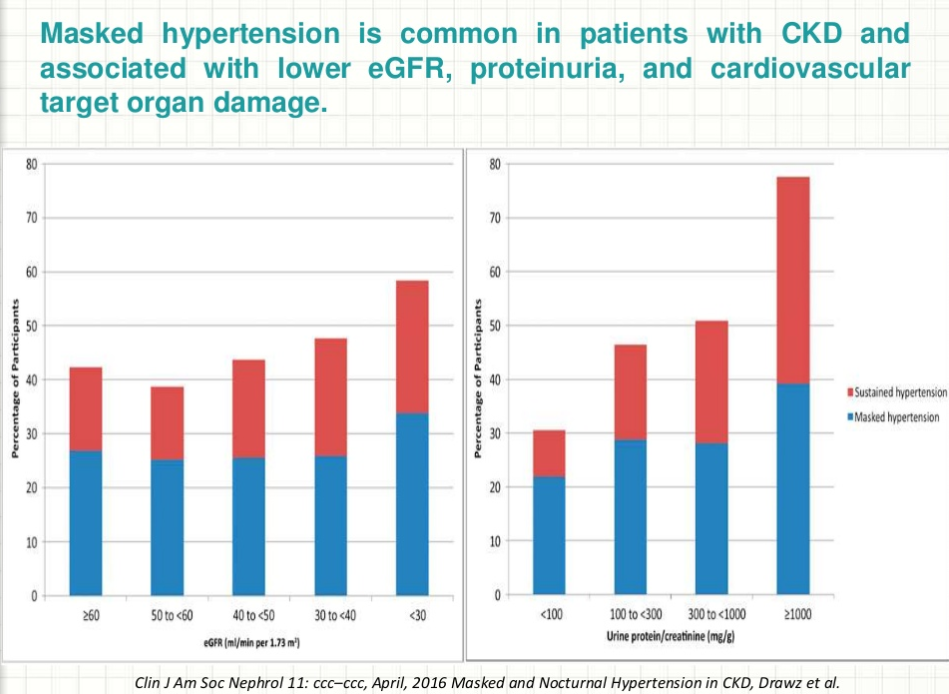 Masked hypertension is common in patients with CKD and
associated with lower eGFR, proteinuria, and cardiovascular
target organ damage.
80
70
60
50
40
30
20
10
0
Percentage of Participants
≥60
50 to <60
40 to <50
30 to <40
<30
eGFR (ml/min per 1.73 m²)
80
70
60
50
40
30
20
10
0
Percentage of Participants
<100
100 to <300
300 to <1000
≥1000
Urine protein/creatinine (mg/g)
Sustained hypertension
Masked hypertension
Clin J Am Soc Nephrol 11: ccc–ccc, April, 2016 Masked and Nocturnal Hypertension in CKD, Drawz et al.